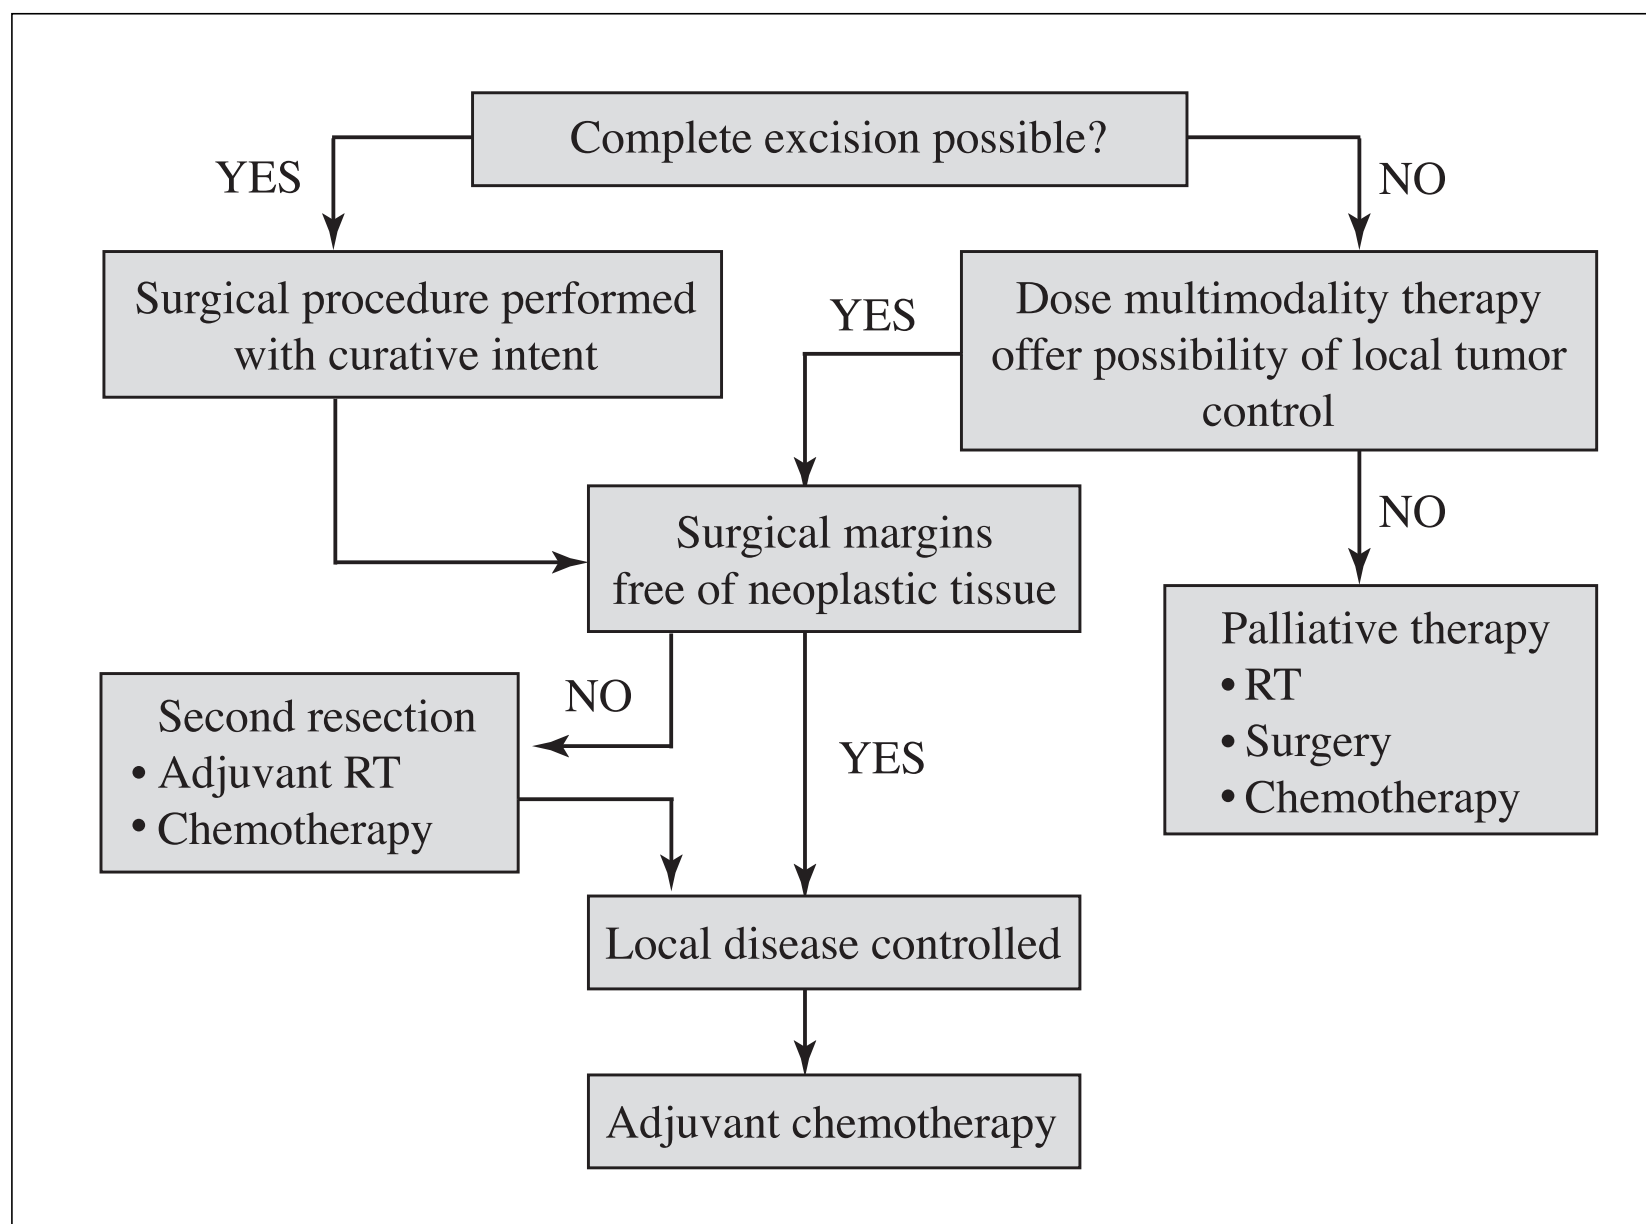 Complete excision possible?
YES
NO
Surgical procedure performed
with curative intent
YES
Dose multimodality therapy
offer possibility of local tumor
control
Surgical margins
free of neoplastic tissue
NO
Palliative therapy
• RT
• Surgery
• Chemotherapy
Second resection
• Adjuvant RT
• Chemotherapy
NO
YES
Local disease controlled
Adjuvant chemotherapy